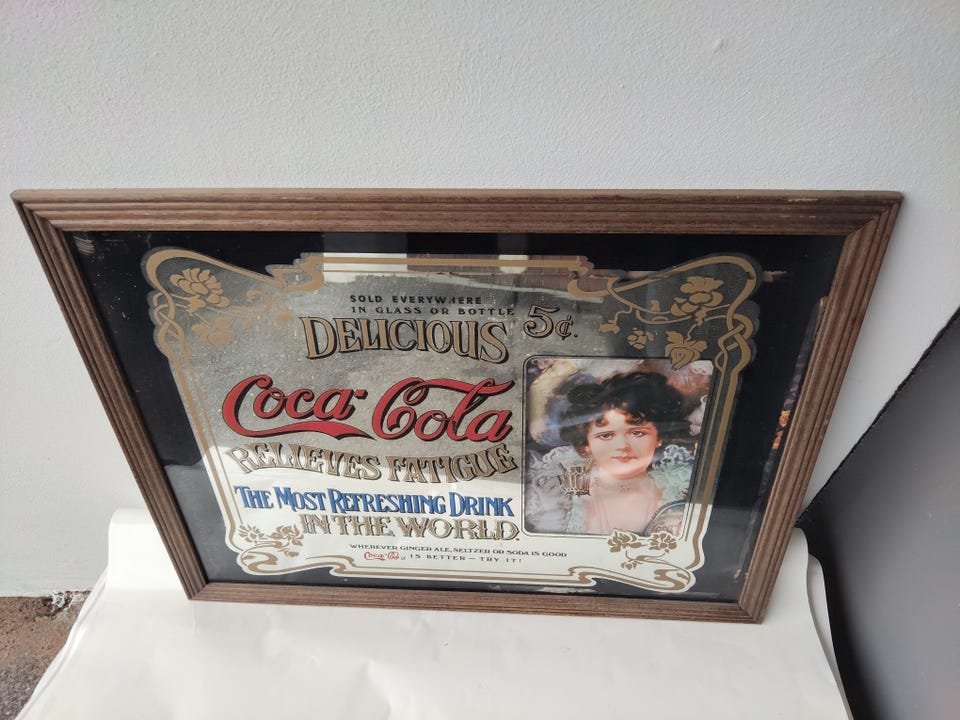 SOLD EVERYWHERE
IN GLASS OR BOTTLE
5¢.
DELICIOUS
Coca-Cola
RELIEVES FATIGUE
THE MOST REFRESHING DRINK
IN THE WORLD.
WHEREVER GINGER ALE, SELTZER OR SODA IS GOOD
Coca-Cola IS BETTER - TRY IT!